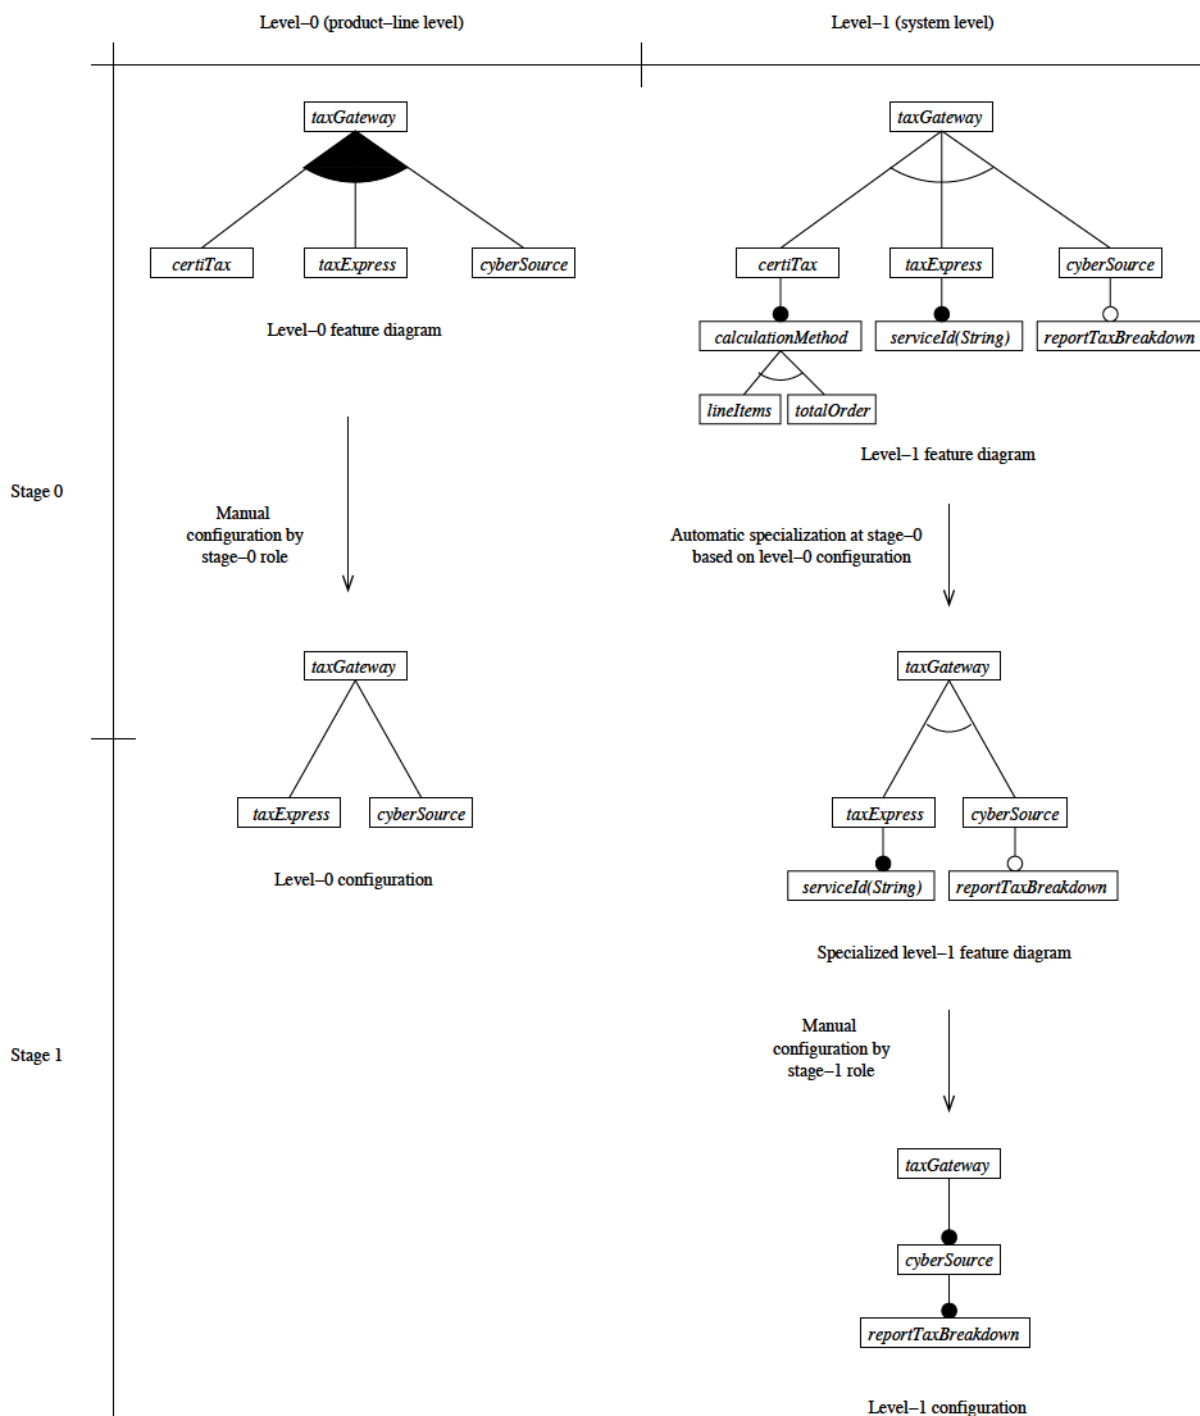 Level–0 (product–line level)
Level–1 (system level)
taxGateway
taxGateway
certiTax
taxExpress
cyberSource
certiTax
taxExpress
cyberSource
Level–0 feature diagram
calculationMethod
serviceId(String)
reportTaxBreakdown
lineItems
totalOrder
Level–1 feature diagram
Stage 0
Manual
configuration by
stage–0 role
Automatic specialization at stage–0
based on level–0 configuration
taxGateway
taxGateway
taxExpress
cyberSource
taxExpress
cyberSource
Level–0 configuration
serviceId(String)
reportTaxBreakdown
Specialized level–1 feature diagram
Stage 1
Manual
configuration by
stage–1 role
taxGateway
cyberSource
reportTaxBreakdown
Level–1 configuration